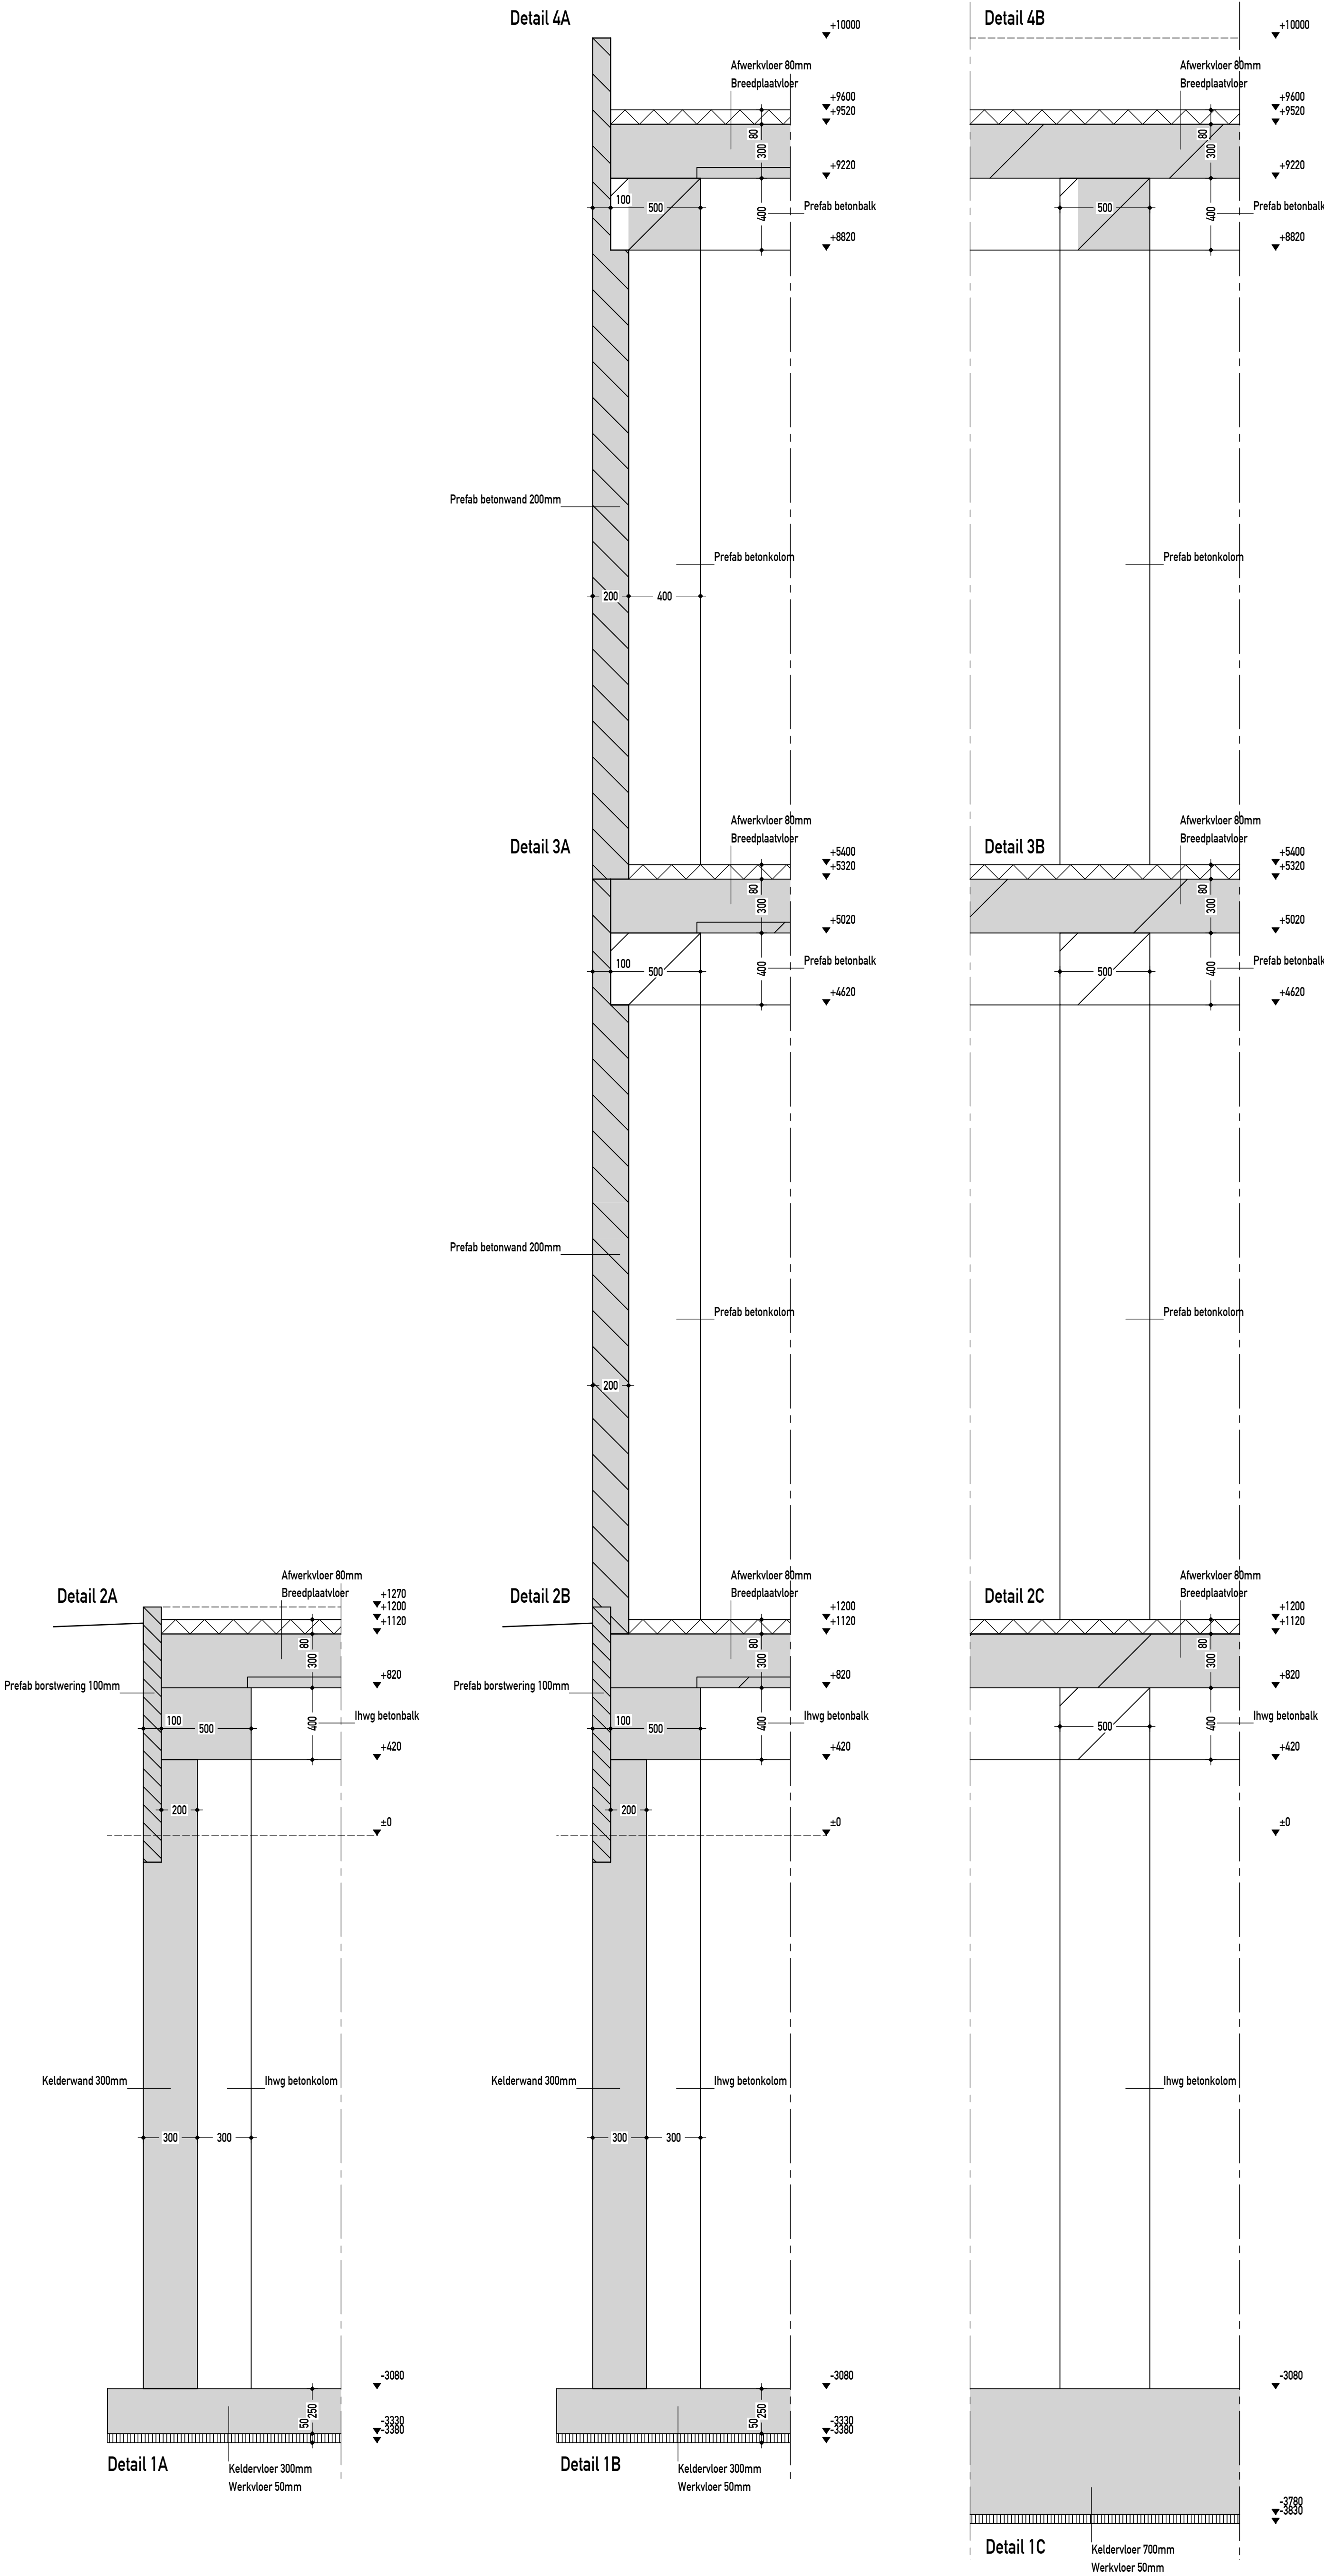 Detail 4A
+10000
Afwerkvloer 80mm
Breedplaatvloer
+9600
+9520
80
300
+9220
100
500
400
Prefab betonbalk
+8820
Prefab betonwand 200mm
Prefab betonkolom
200
400
Detail 4B
+10000
Afwerkvloer 80mm
Breedplaatvloer
+9600
+9520
80
300
+9220
500
400
Prefab betonbalk
+8820
Prefab betonkolom
Detail 3A
Afwerkvloer 80mm
Breedplaatvloer
+5400
+5320
80
300
+5020
100
500
400
Prefab betonbalk
+4620
Prefab betonwand 200mm
Prefab betonkolom
200
Detail 3B
Afwerkvloer 80mm
Breedplaatvloer
+5400
+5320
80
300
+5020
500
400
Prefab betonbalk
+4620
Prefab betonkolom
Detail 2A
Afwerkvloer 80mm
Breedplaatvloer
+1270
+1200
+1120
80
300
+820
Prefab borstwering 100mm
100
500
400
Ihwg betonbalk
+420
200
±0
Kelderwand 300mm
Ihwg betonkolom
300
300
-3080
250
50
-3330
-3380
Detail 1A
Keldervloer 300mm
Werkvloer 50mm
Detail 2B
Afwerkvloer 80mm
Breedplaatvloer
+1200
+1120
80
300
+820
Prefab borstwering 100mm
100
500
400
Ihwg betonbalk
+420
200
±0
Kelderwand 300mm
Ihwg betonkolom
300
300
-3080
250
50
-3330
-3380
Detail 1B
Keldervloer 300mm
Werkvloer 50mm
Detail 2C
Afwerkvloer 80mm
Breedplaatvloer
+1200
+1120
80
300
+820
500
400
Ihwg betonbalk
+420
±0
Ihwg betonkolom
-3080
-3780
-3830
Detail 1C
Keldervloer 700mm
Werkvloer 50mm